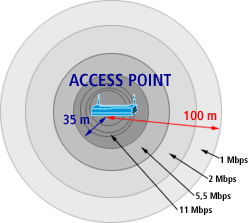 ACCESS POINT
35 m
100 m
1 Mbps
2 Mbps
5,5 Mbps
11 Mbps